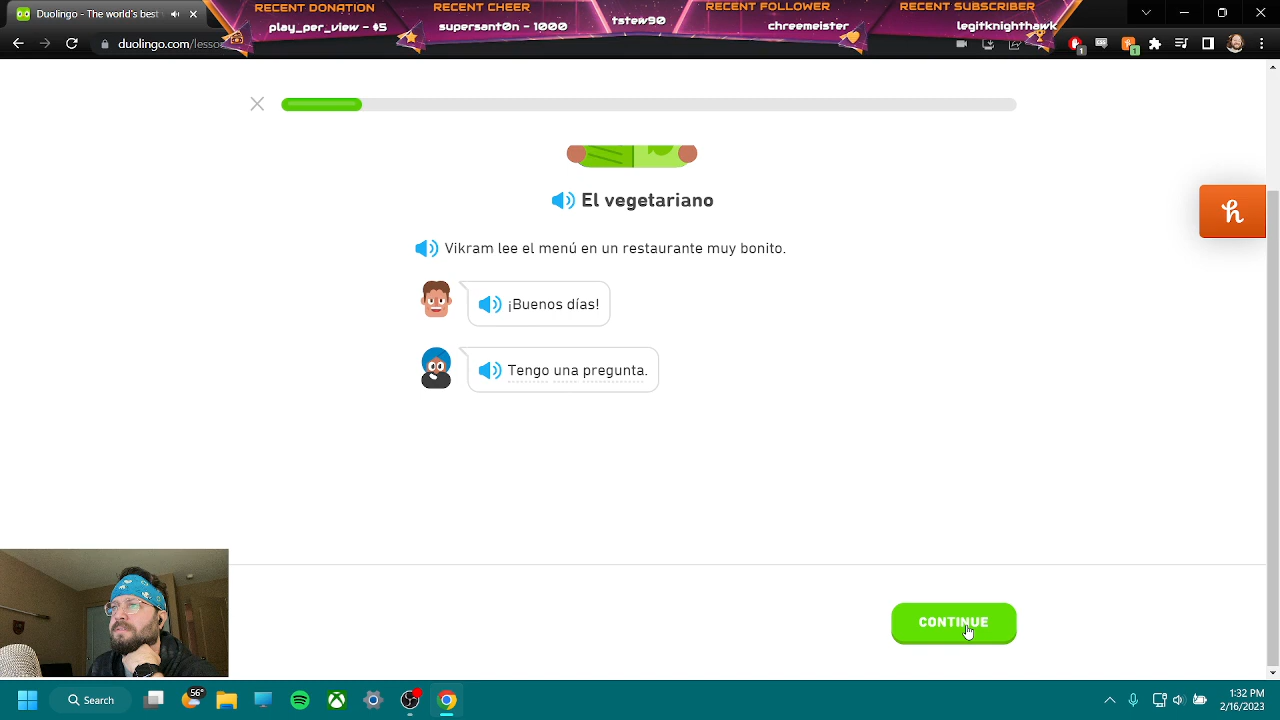 Duolingo - The world's best
RECENT DONATION
play_per_view - $5
RECENT CHEER
supersant0n - 1000
tstew90
RECENT FOLLOWER
chreemeister
RECENT SUBSCRIBER
legitknighthawk
duolingo.com/lesso
1
1
El vegetariano
Vikram lee el menú en un restaurante muy bonito.
¡Buenos días!
Tengo una pregunta.
CONTINUE
Search
56°
1:32 PM
2/16/2023